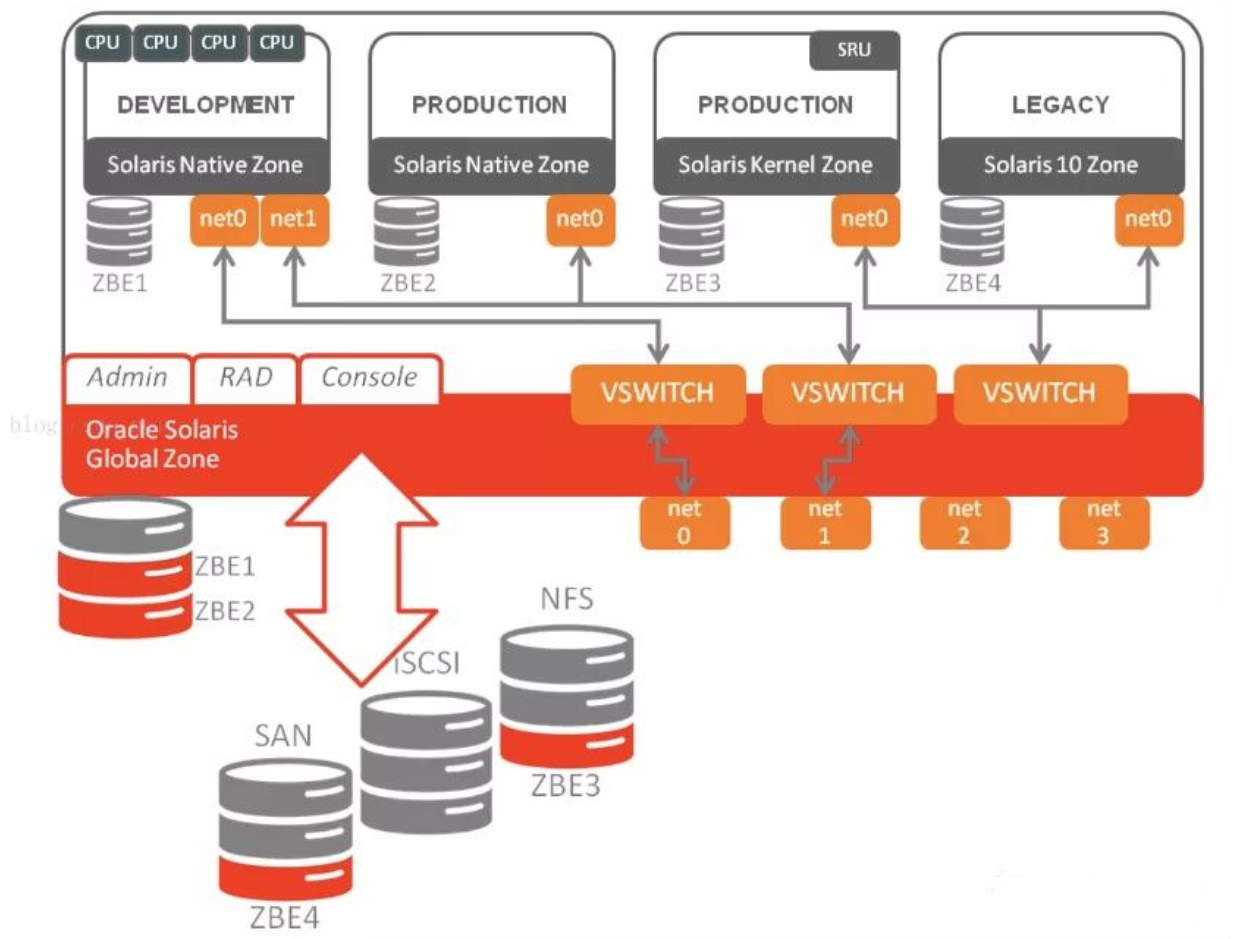 CPU CPU CPU CPU
SRU
DEVELOPMENT
PRODUCTION
PRODUCTION
LEGACY
Solaris Native Zone
Solaris Native Zone
Solaris Kernel Zone
Solaris 10 Zone
net0 net1
net0
net0
net0
ZBE1
ZBE2
ZBE3
ZBE4
Admin
RAD
Console
VSWITCH
VSWITCH
VSWITCH
blog
Oracle Solaris
Global Zone
net
0
net
1
net
2
net
3
ZBE1
ZBE2
NFS
iSCSI
SAN
ZBE3
ZBE4